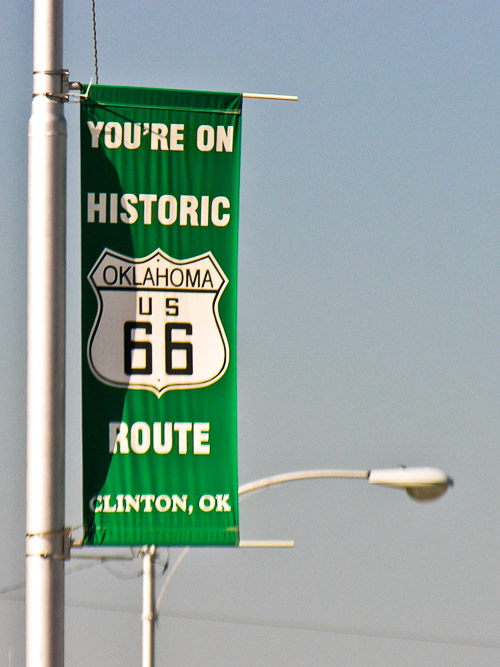 YOU'RE ON
HISTORIC
OKLAHOMA
US
66
ROUTE
CLINTON, OK